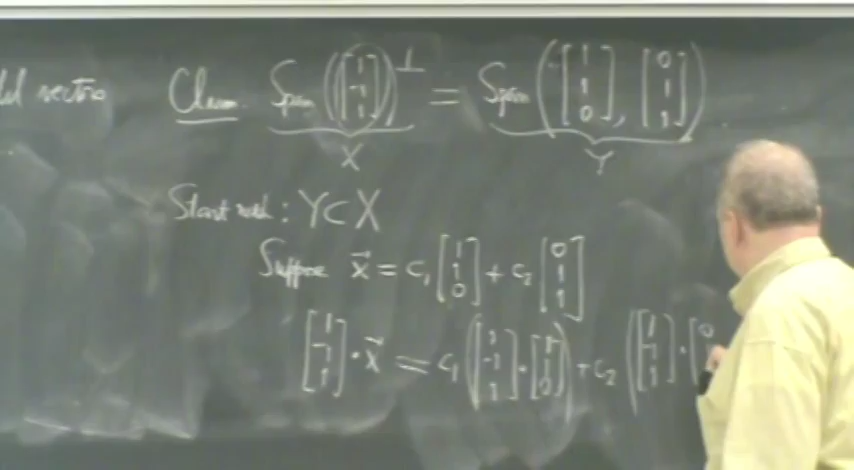 vectors Claim. Span([1 -1 1])^⊥ = Span([1 1 0], [0 1 1])
X Y
Start with: Y⊂X
Suppose x⃗ = c₁[1 1 0] + c₂[0 1 1]
[1 -1 1]·x⃗ = c₁([1 -1 1]·[1 1 0]) + c₂([1 -1 1]·[0